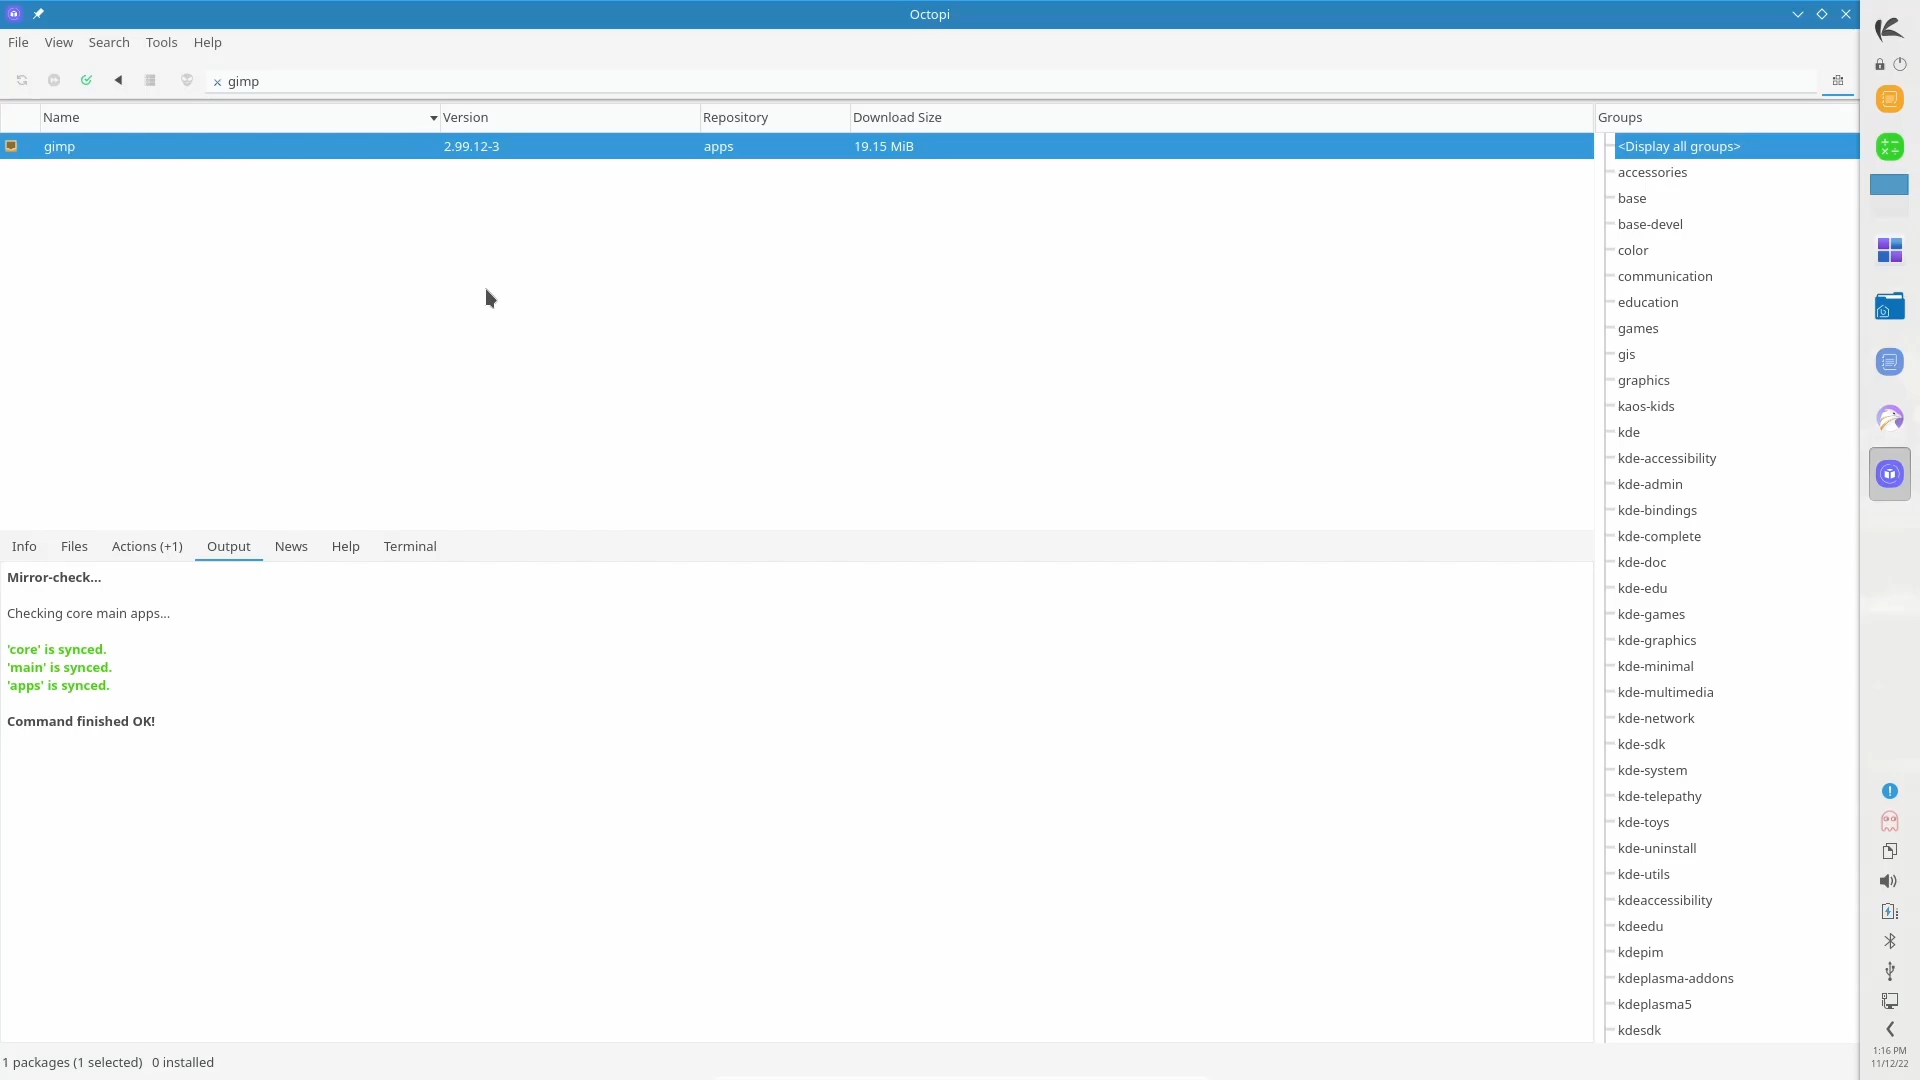 Octopi
File View Search Tools Help
gimp
Name Version Repository Download Size Groups
gimp 2.99.12-3 apps 19.15 MiB
<Display all groups>
accessories
base
base-devel
color
communication
education
games
gis
graphics
kaos-kids
kde
kde-accessibility
kde-admin
kde-bindings
kde-complete
kde-doc
kde-edu
kde-games
kde-graphics
kde-minimal
kde-multimedia
kde-network
kde-sdk
kde-system
kde-telepathy
kde-toys
kde-uninstall
kde-utils
kdeaccessibility
kdeedu
kdepim
kdeplasma-addons
kdeplasma5
kdesdk
Info Files Actions (+1) Output News Help Terminal
Mirror-check...
Checking core main apps...
'core' is synced.
'main' is synced.
'apps' is synced.
Command finished OK!
1 packages (1 selected) 0 installed
1:16 PM
11/12/22